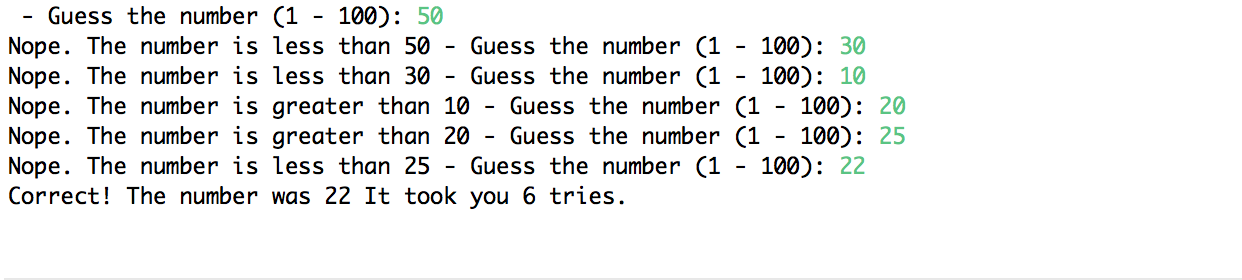 - Guess the number (1 - 100): 50
Nope. The number is less than 50 - Guess the number (1 - 100): 30
Nope. The number is less than 30 - Guess the number (1 - 100): 10
Nope. The number is greater than 10 - Guess the number (1 - 100): 20
Nope. The number is greater than 20 - Guess the number (1 - 100): 25
Nope. The number is less than 25 - Guess the number (1 - 100): 22
Correct! The number was 22 It took you 6 tries.